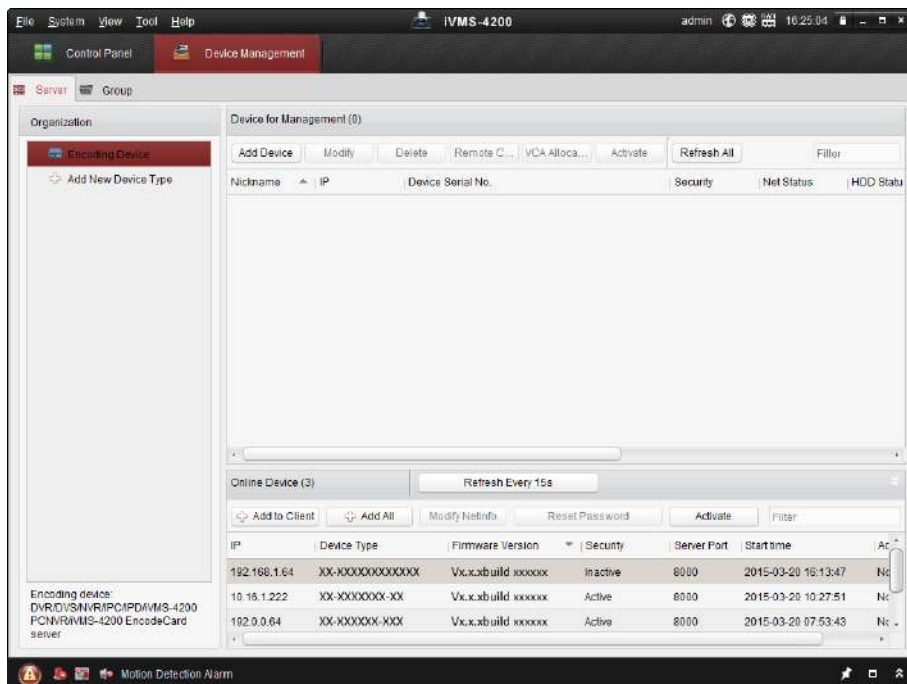 File System View Tool Help iVMS-4200 admin 16:25:04
Control Panel Device Management
Server Group
Organization
Encoding Device
Add New Device Type
Encoding device:
DVR/DVS/NVR/IPC/IPD/iVMS-4200
PCNVR/iVMS-4200 EncodeCard
server
Device for Management (0)
Add Device Modify Delete Remote C... VCA Alloca... Activate Refresh All Filter
Nickname IP Device Serial No. Security Net Status HDD Statu
Online Device (3) Refresh Every 15s
Add to Client Add All Modify Netinfo Reset Password Activate Filter
IP Device Type Firmware Version Security Server Port Start time Ac
192.168.1.64 XX-XXXXXXXXXXXX Vx.x.xbuild xxxxxx Inactive 8000 2015-03-20 16:13:47 No
10.16.1.222 XX-XXXXXX-XX Vx.x.xbuild xxxxxx Active 8000 2015-03-20 10:27:51 No
192.0.0.64 XX-XXXXXX-XXX Vx.x.xbuild xxxxxx Active 8000 2015-03-20 07:53:43 No
Motion Detection Alarm